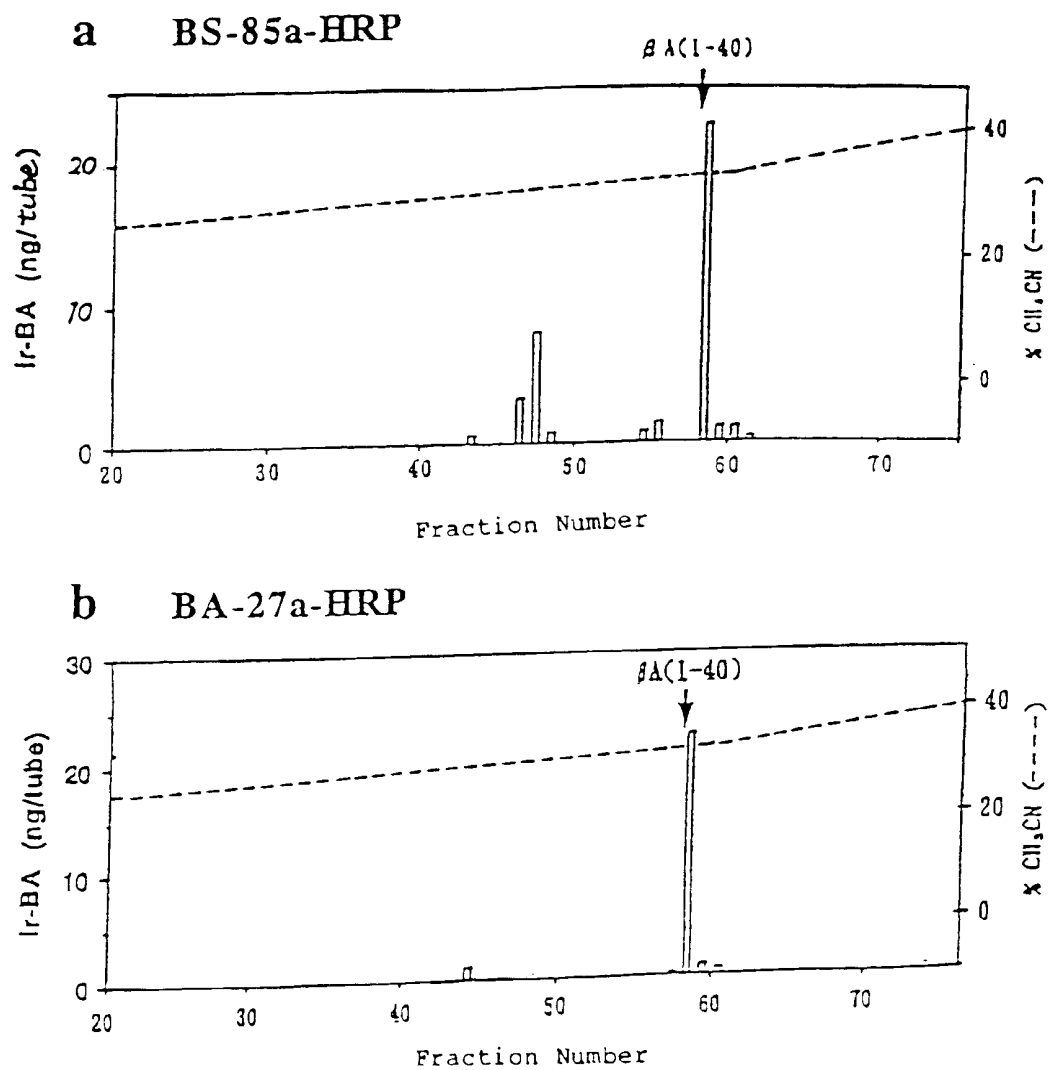 a BS-85a-HRP
βA(1-40)
Ir-BA (ng/tube)
20
10
0
40
20
0
% CH₃CN (----)
20 30 40 50 60 70
Fraction Number
b BA-27a-HRP
βA(1-40)
Ir-BA (ng/tube)
30
20
10
0
40
20
0
% CH₃CN (----)
20 30 40 50 60 70
Fraction Number